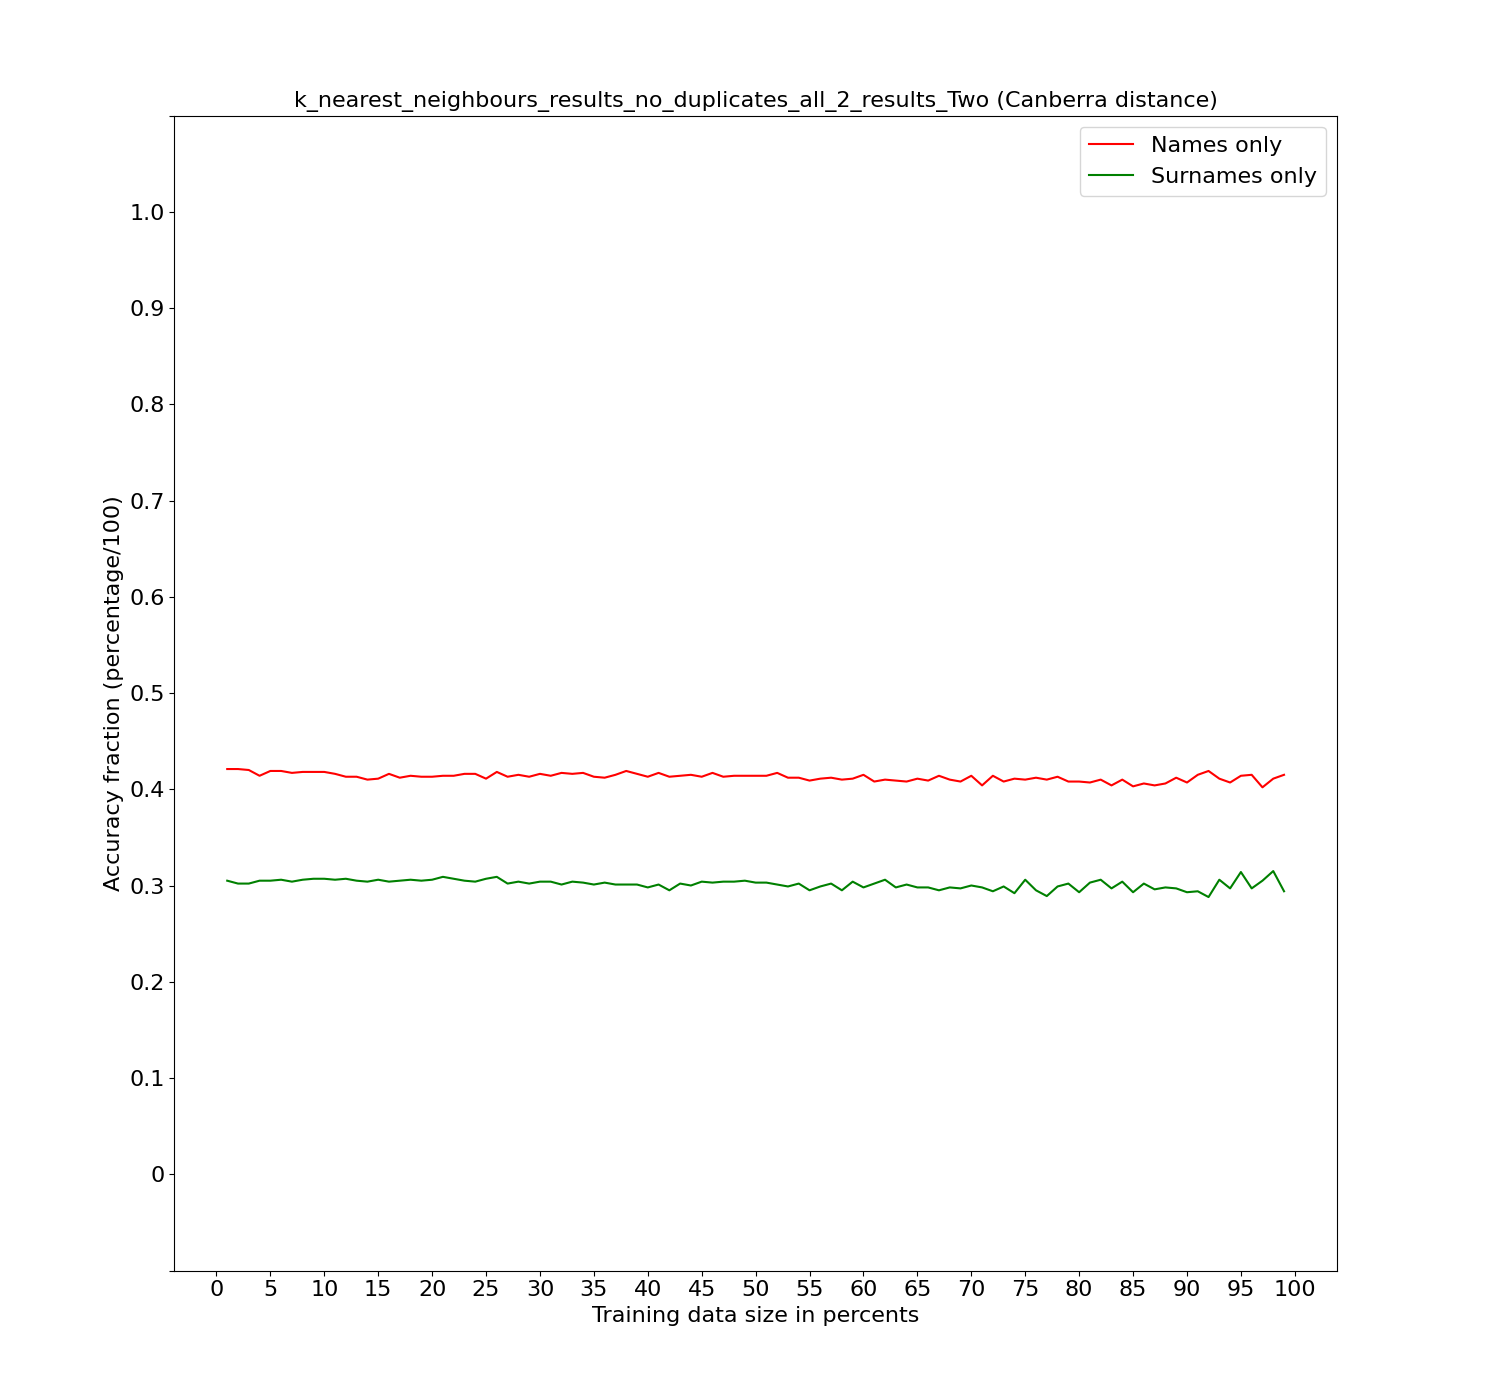 k_nearest_neighbours_results_no_duplicates_all_2_results_Two (Canberra distance)
Names only
Surnames only
1.0
0.9
0.8
0.7
0.6
0.5
0.4
0.3
0.2
0.1
0
Accuracy fraction (percentage/100)
0 5 10 15 20 25 30 35 40 45 50 55 60 65 70 75 80 85 90 95 100
Training data size in percents